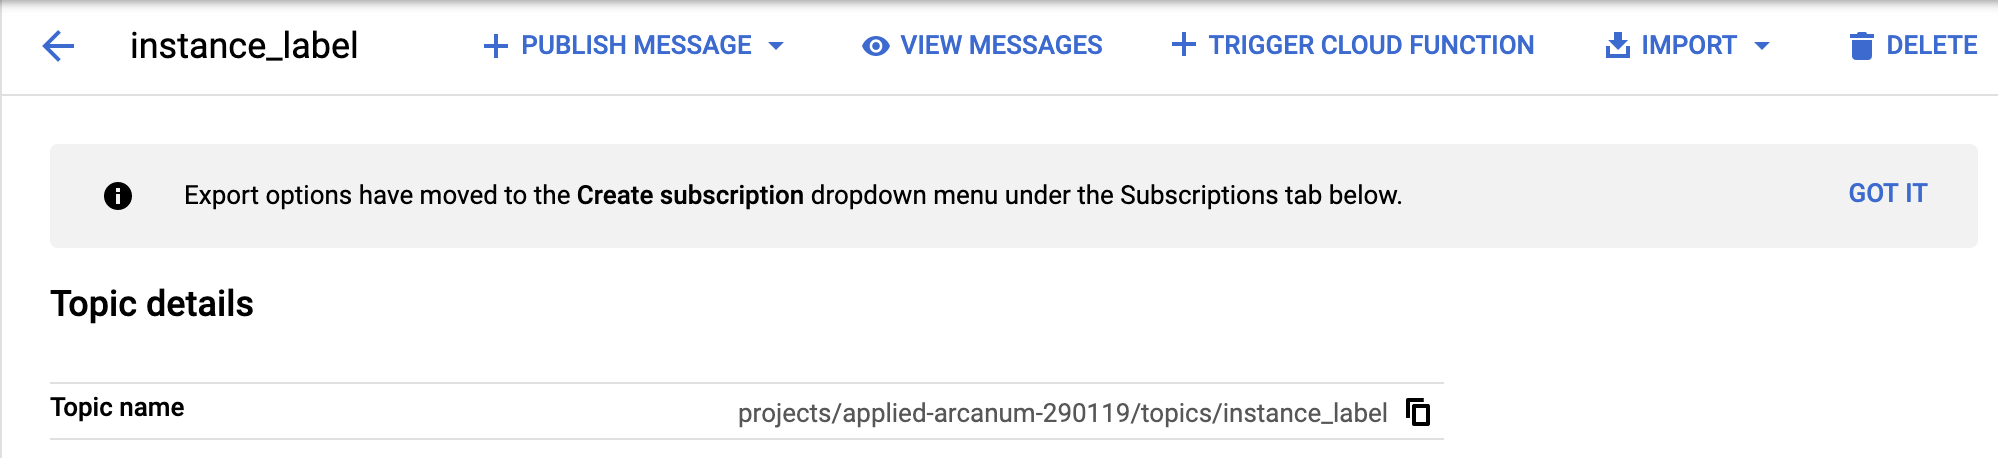 instance_label PUBLISH MESSAGE VIEW MESSAGES TRIGGER CLOUD FUNCTION IMPORT DELETE
Export options have moved to the Create subscription dropdown menu under the Subscriptions tab below. GOT IT
Topic details
Topic name projects/applied-arcanum-290119/topics/instance_label